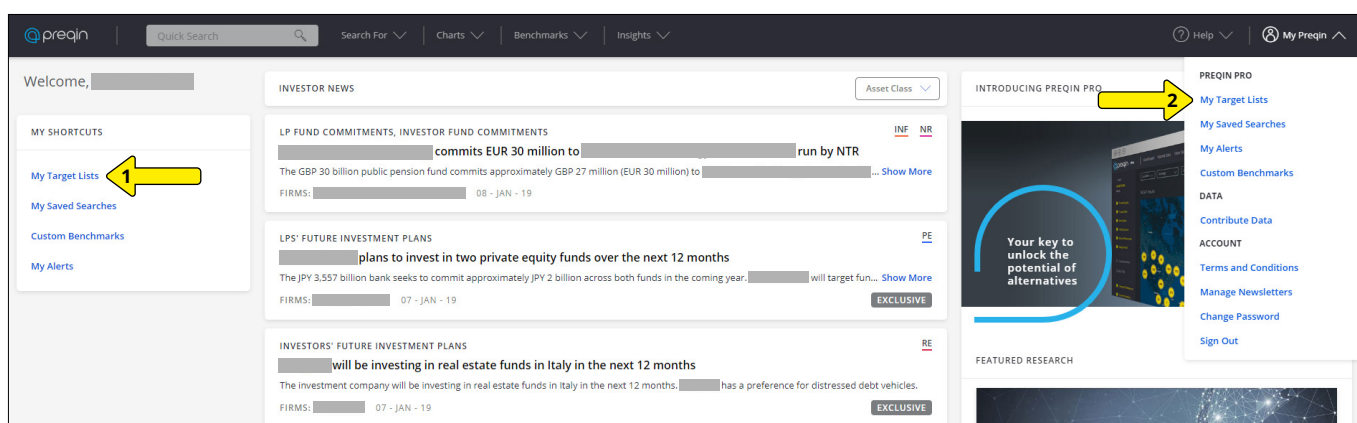 preqin
Quick Search
Search For
Charts
Benchmarks
Insights
Help
My Preqin
Welcome,
MY SHORTCUTS
My Target Lists
1
My Saved Searches
Custom Benchmarks
My Alerts
INVESTOR NEWS
Asset Class
LP FUND COMMITMENTS, INVESTOR FUND COMMITMENTS
INF NR
commits EUR 30 million to run by NTR
The GBP 30 billion public pension fund commits approximately GBP 27 million (EUR 30 million) to ... Show More
FIRMS: 08 - JAN - 19
LPS' FUTURE INVESTMENT PLANS
PE
plans to invest in two private equity funds over the next 12 months
The JPY 3,557 billion bank seeks to commit approximately JPY 2 billion across both funds in the coming year. will target fun... Show More
FIRMS: 07 - JAN - 19
EXCLUSIVE
INVESTORS' FUTURE INVESTMENT PLANS
RE
will be investing in real estate funds in Italy in the next 12 months
The investment company will be investing in real estate funds in Italy in the next 12 months. has a preference for distressed debt vehicles.
FIRMS: 07 - JAN - 19
EXCLUSIVE
INTRODUCING PREQIN PRO
Your key to
unlock the
potential of
alternatives
FEATURED RESEARCH
PREQIN PRO
2
My Target Lists
My Saved Searches
My Alerts
Custom Benchmarks
DATA
Contribute Data
ACCOUNT
Terms and Conditions
Manage Newsletters
Change Password
Sign Out